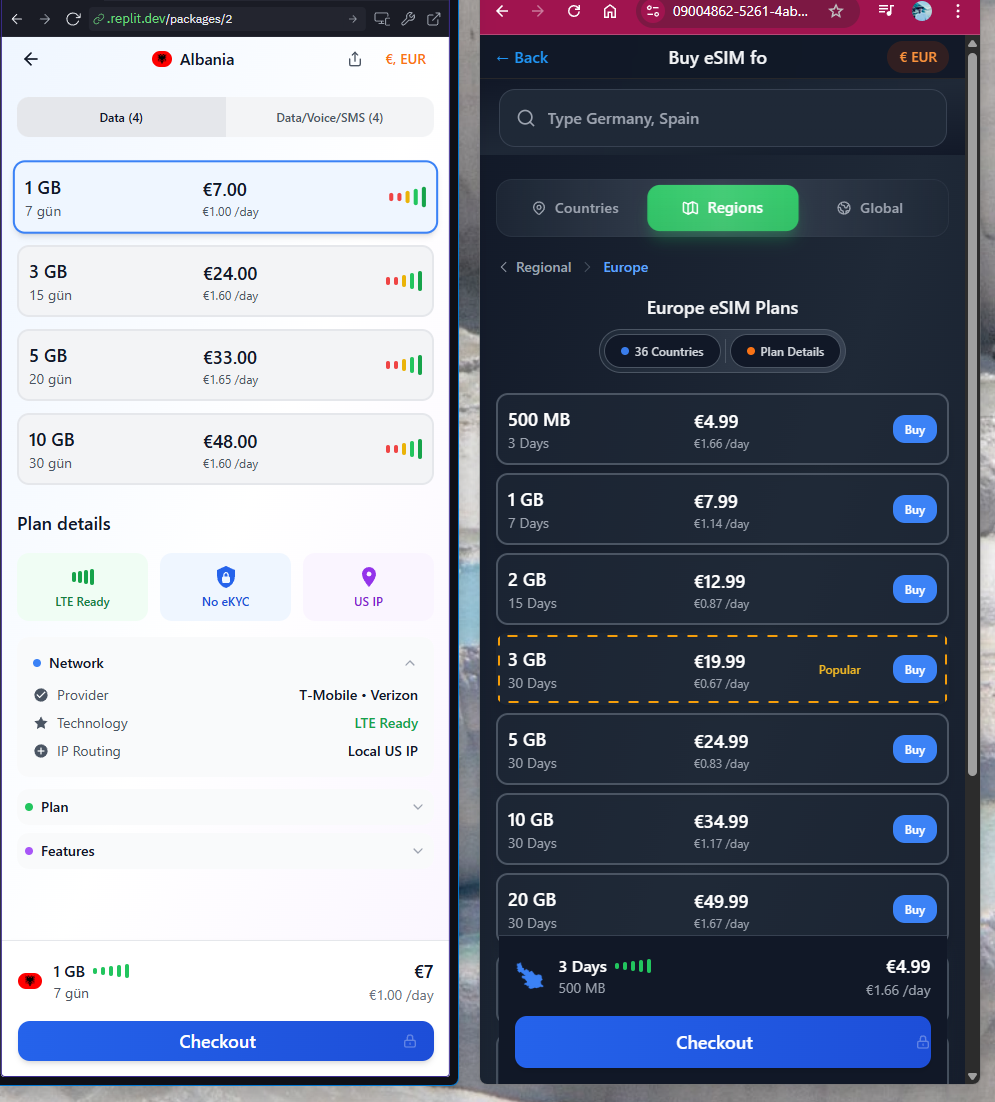 .replit.dev/packages/2
Albania
€, EUR
Data (4)
Data/Voice/SMS (4)
1 GB
€7.00
7 gün
€1.00 /day
3 GB
€24.00
15 gün
€1.60 /day
5 GB
€33.00
20 gün
€1.65 /day
10 GB
€48.00
30 gün
€1.60 /day
Plan details
LTE Ready
No eKYC
US IP
Network
Provider
T-Mobile • Verizon
Technology
LTE Ready
IP Routing
Local US IP
Plan
Features
1 GB
€7
7 gün
€1.00 /day
Checkout
09004862-5261-4ab...
← Back
Buy eSIM fo
€ EUR
Type Germany, Spain
Countries
Regions
Global
Regional
Europe
Europe eSIM Plans
36 Countries
Plan Details
500 MB
€4.99
3 Days
€1.66 /day
Buy
1 GB
€7.99
7 Days
€1.14 /day
Buy
2 GB
€12.99
15 Days
€0.87 /day
Buy
3 GB
€19.99
30 Days
€0.67 /day
Popular
Buy
5 GB
€24.99
30 Days
€0.83 /day
Buy
10 GB
€34.99
30 Days
€1.17 /day
Buy
20 GB
€49.99
30 Days
€1.67 /day
Buy
3 Days
€4.99
500 MB
€1.66 /day
Checkout